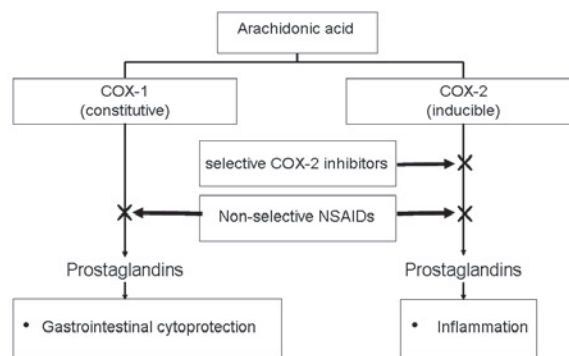 Arachidonic acid
COX-1
(constitutive)
COX-2
(inducible)
selective COX-2 inhibitors
Non-selective NSAIDs
Prostaglandins
Prostaglandins
• Gastrointestinal cytoprotection
• Inflammation